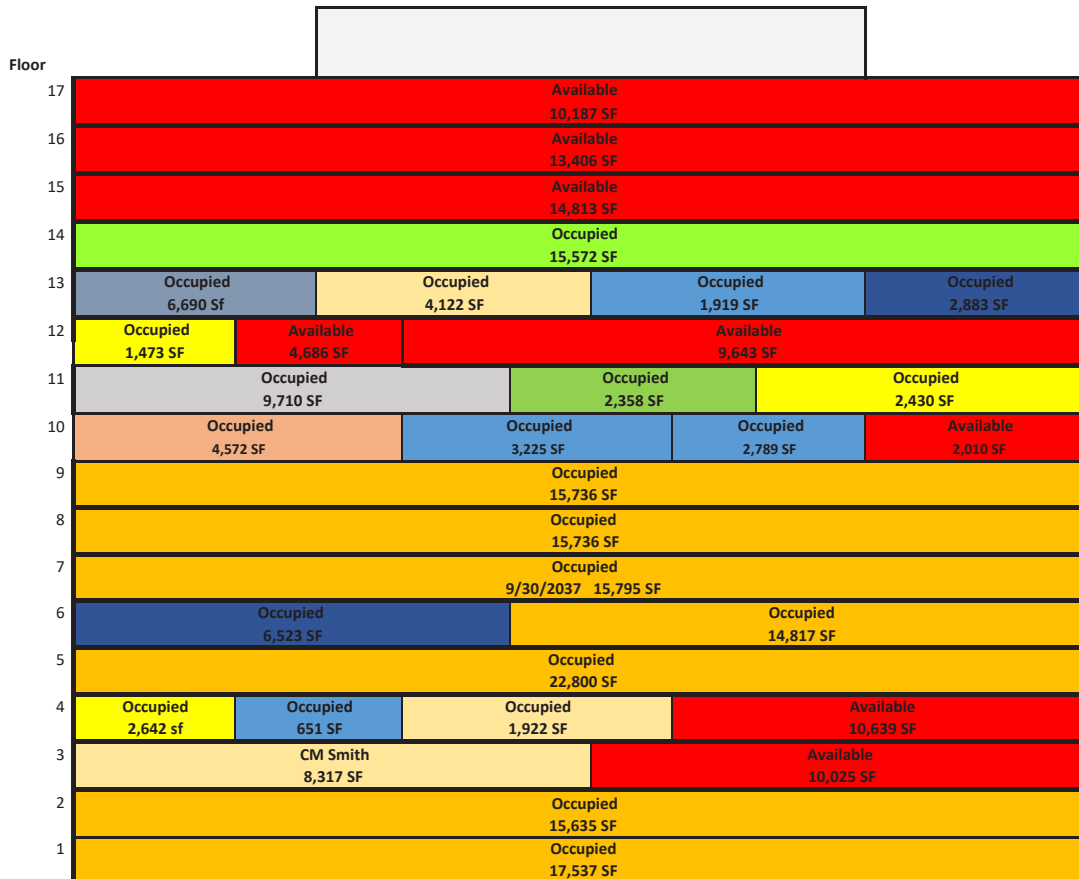 Floor
17
Available
10,187 SF
16
Available
13,406 SF
15
Available
14,813 SF
14
Occupied
15,572 SF
13
Occupied
6,690 Sf
Occupied
4,122 SF
Occupied
1,919 SF
Occupied
2,883 SF
12
Occupied
1,473 SF
Available
4,686 SF
Available
9,643 SF
11
Occupied
9,710 SF
Occupied
2,358 SF
Occupied
2,430 SF
10
Occupied
4,572 SF
Occupied
3,225 SF
Occupied
2,789 SF
Available
2,010 SF
9
Occupied
15,736 SF
8
Occupied
15,736 SF
7
Occupied
9/30/2037 15,795 SF
6
Occupied
6,523 SF
Occupied
14,817 SF
5
Occupied
22,800 SF
4
Occupied
2,642 sf
Occupied
651 SF
Occupied
1,922 SF
Available
10,639 SF
3
CM Smith
8,317 SF
Available
10,025 SF
2
Occupied
15,635 SF
1
Occupied
17,537 SF